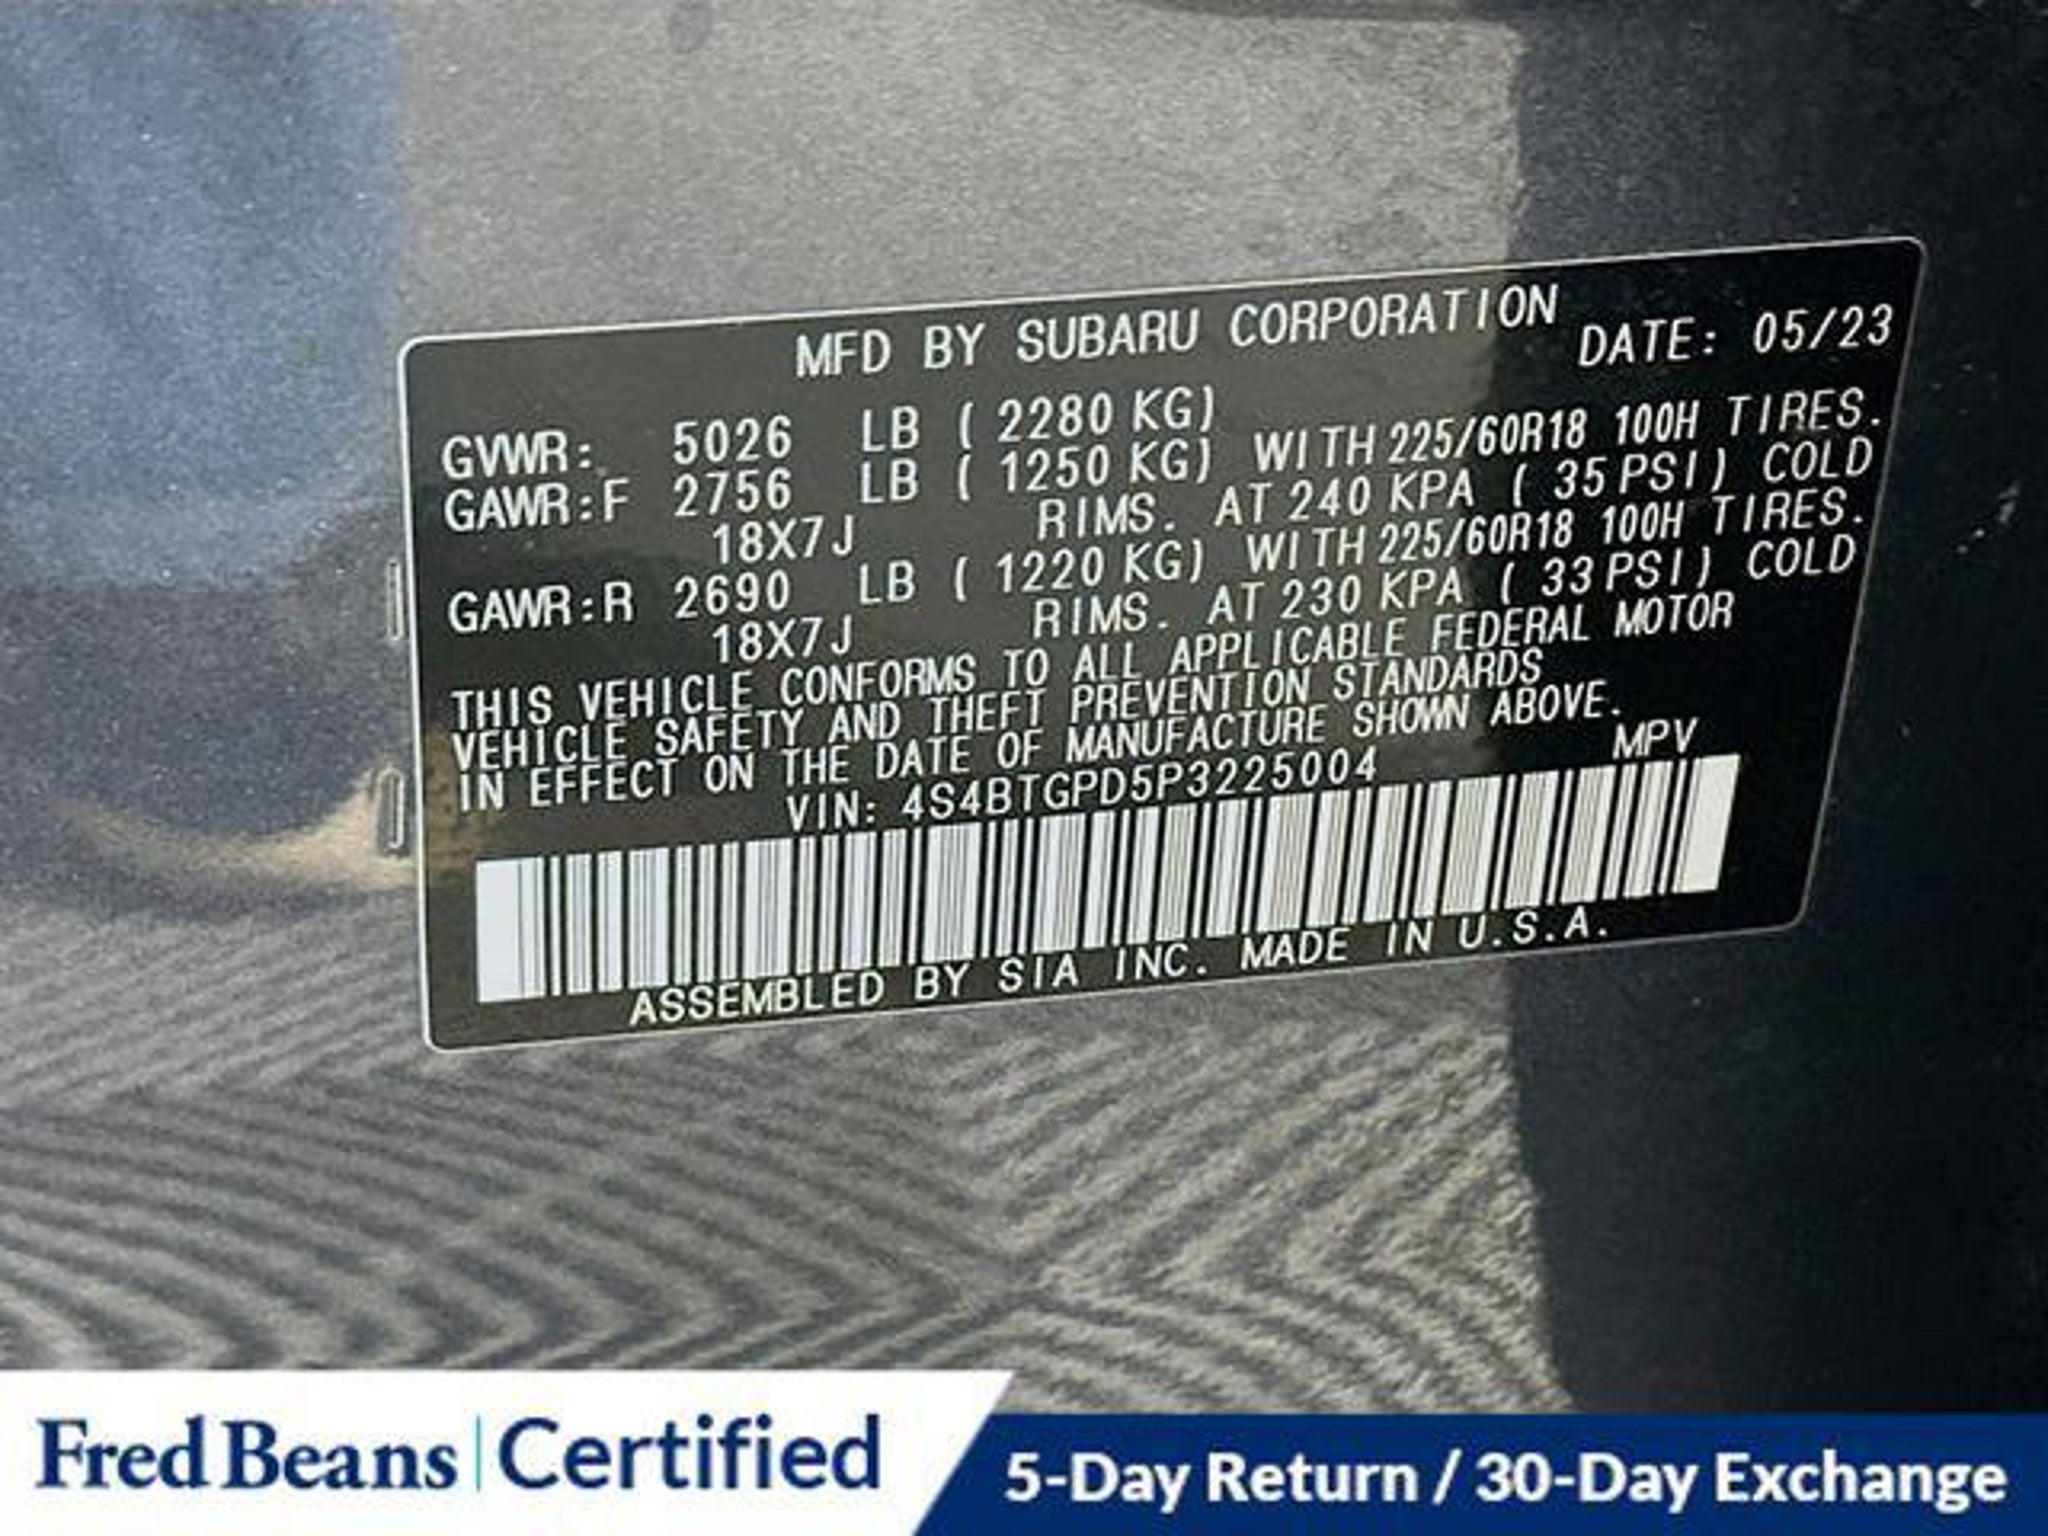 MFD BY SUBARU CORPORATION DATE: 05/23
GVWR: 5026 LB ( 2280 KG)
GAWR:F 2756 LB ( 1250 KG) WITH 225/60R18 100H TIRES.
18X7J RIMS. AT 240 KPA ( 35 PSI) COLD
GAWR:R 2690 LB ( 1220 KG) WITH 225/60R18 100H TIRES.
18X7J RIMS. AT 230 KPA ( 33 PSI) COLD
THIS VEHICLE CONFORMS TO ALL APPLICABLE FEDERAL MOTOR
VEHICLE SAFETY AND THEFT PREVENTION STANDARDS
IN EFFECT ON THE DATE OF MANUFACTURE SHOWN ABOVE.
VIN: 4S4BTGPD5P3225004 MPV
ASSEMBLED BY SIA INC. MADE IN U.S.A.
Fred Beans Certified
5-Day Return / 30-Day Exchange